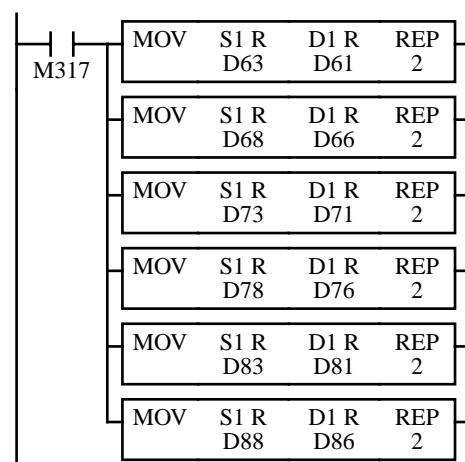 MOV S1 R D1 R REP
M317
D63 D61 2
MOV S1 R D1 R REP
D68 D66 2
MOV S1 R D1 R REP
D73 D71 2
MOV S1 R D1 R REP
D78 D76 2
MOV S1 R D1 R REP
D83 D81 2
MOV S1 R D1 R REP
D88 D86 2